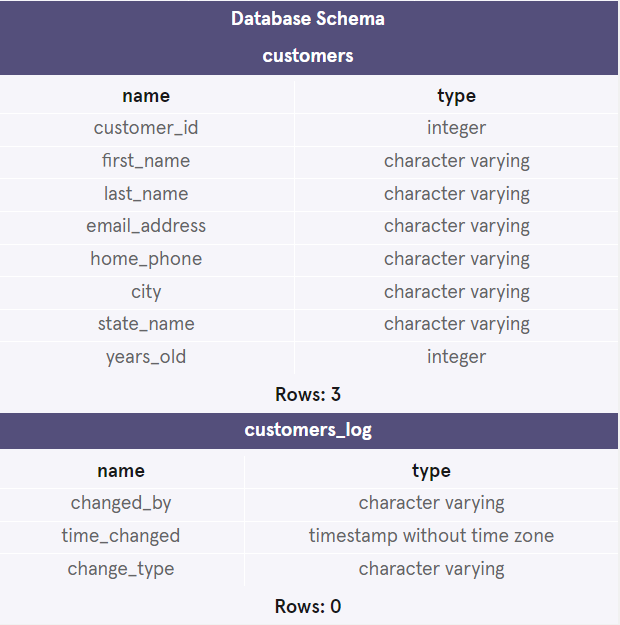 Database Schema
customers
name type
customer_id integer
first_name character varying
last_name character varying
email_address character varying
home_phone character varying
city character varying
state_name character varying
years_old integer
Rows: 3
customers_log
name type
changed_by character varying
time_changed timestamp without time zone
change_type character varying
Rows: 0